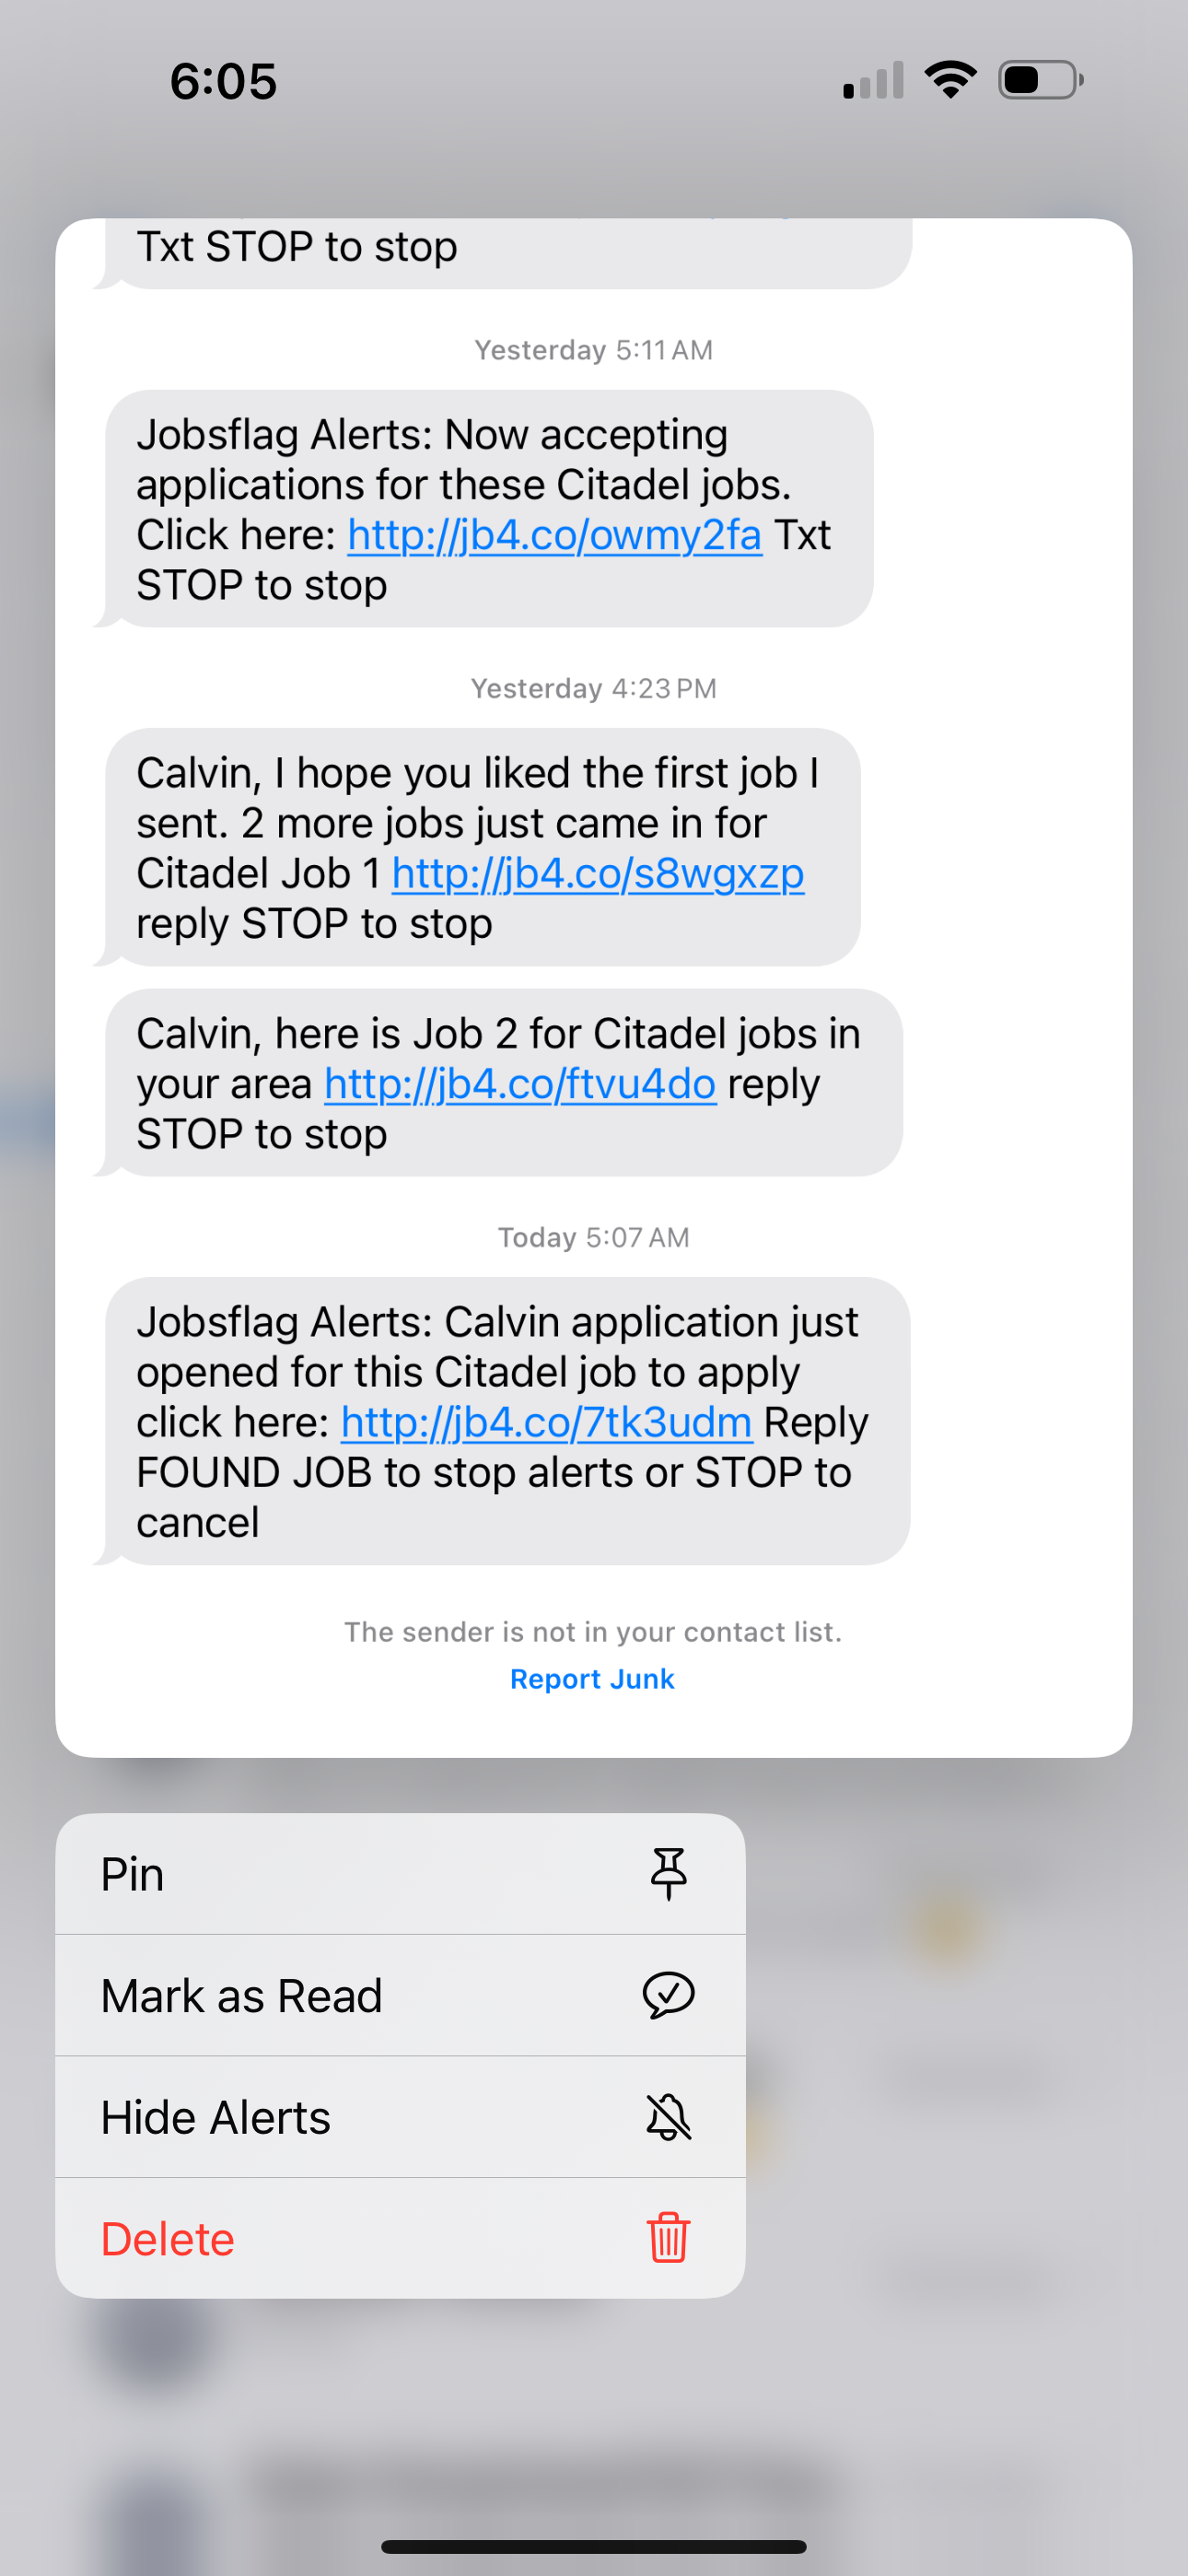 6:05
Txt STOP to stop
Yesterday 5:11 AM
Jobsflag Alerts: Now accepting
applications for these Citadel jobs.
Click here: http://jb4.co/owmy2fa Txt
STOP to stop
Yesterday 4:23 PM
Calvin, I hope you liked the first job I
sent. 2 more jobs just came in for
Citadel Job 1 http://jb4.co/s8wgxzp
reply STOP to stop
Calvin, here is Job 2 for Citadel jobs in
your area http://jb4.co/ftvu4do reply
STOP to stop
Today 5:07 AM
Jobsflag Alerts: Calvin application just
opened for this Citadel job to apply
click here: http://jb4.co/7tk3udm Reply
FOUND JOB to stop alerts or STOP to
cancel
The sender is not in your contact list.
Report Junk
Pin
Mark as Read
Hide Alerts
Delete